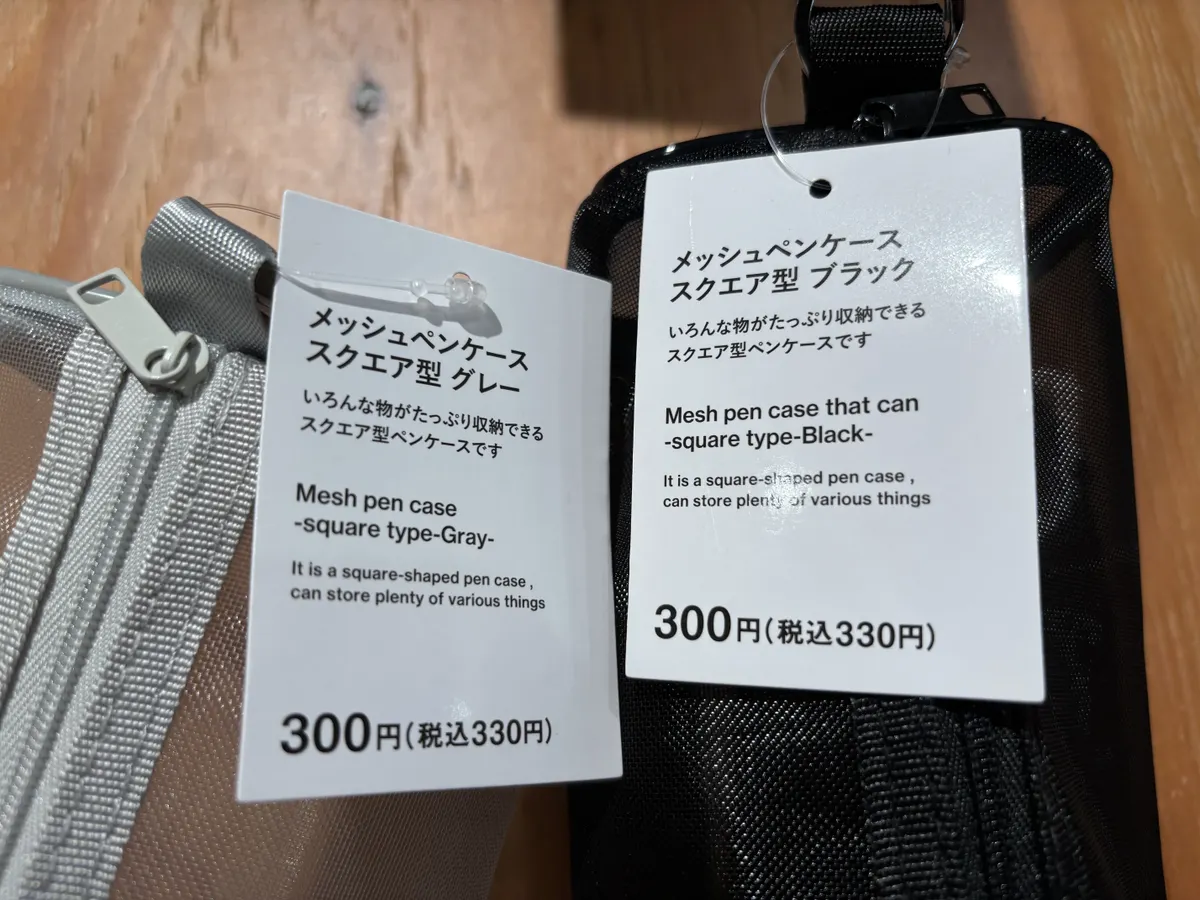 メッシュペンケース
スクエア型 グレー
いろんな物がたっぷり収納できる
スクエア型ペンケースです
Mesh pen case
-square type-Gray-
It is a square-shaped pen case ,
can store plenty of various things
300円(税込330円)
メッシュペンケース
スクエア型 ブラック
いろんな物がたっぷり収納できる
スクエア型ペンケースです
Mesh pen case that can
-square type-Black-
It is a square-shaped pen case ,
can store plenty of various things
300円(税込330円)